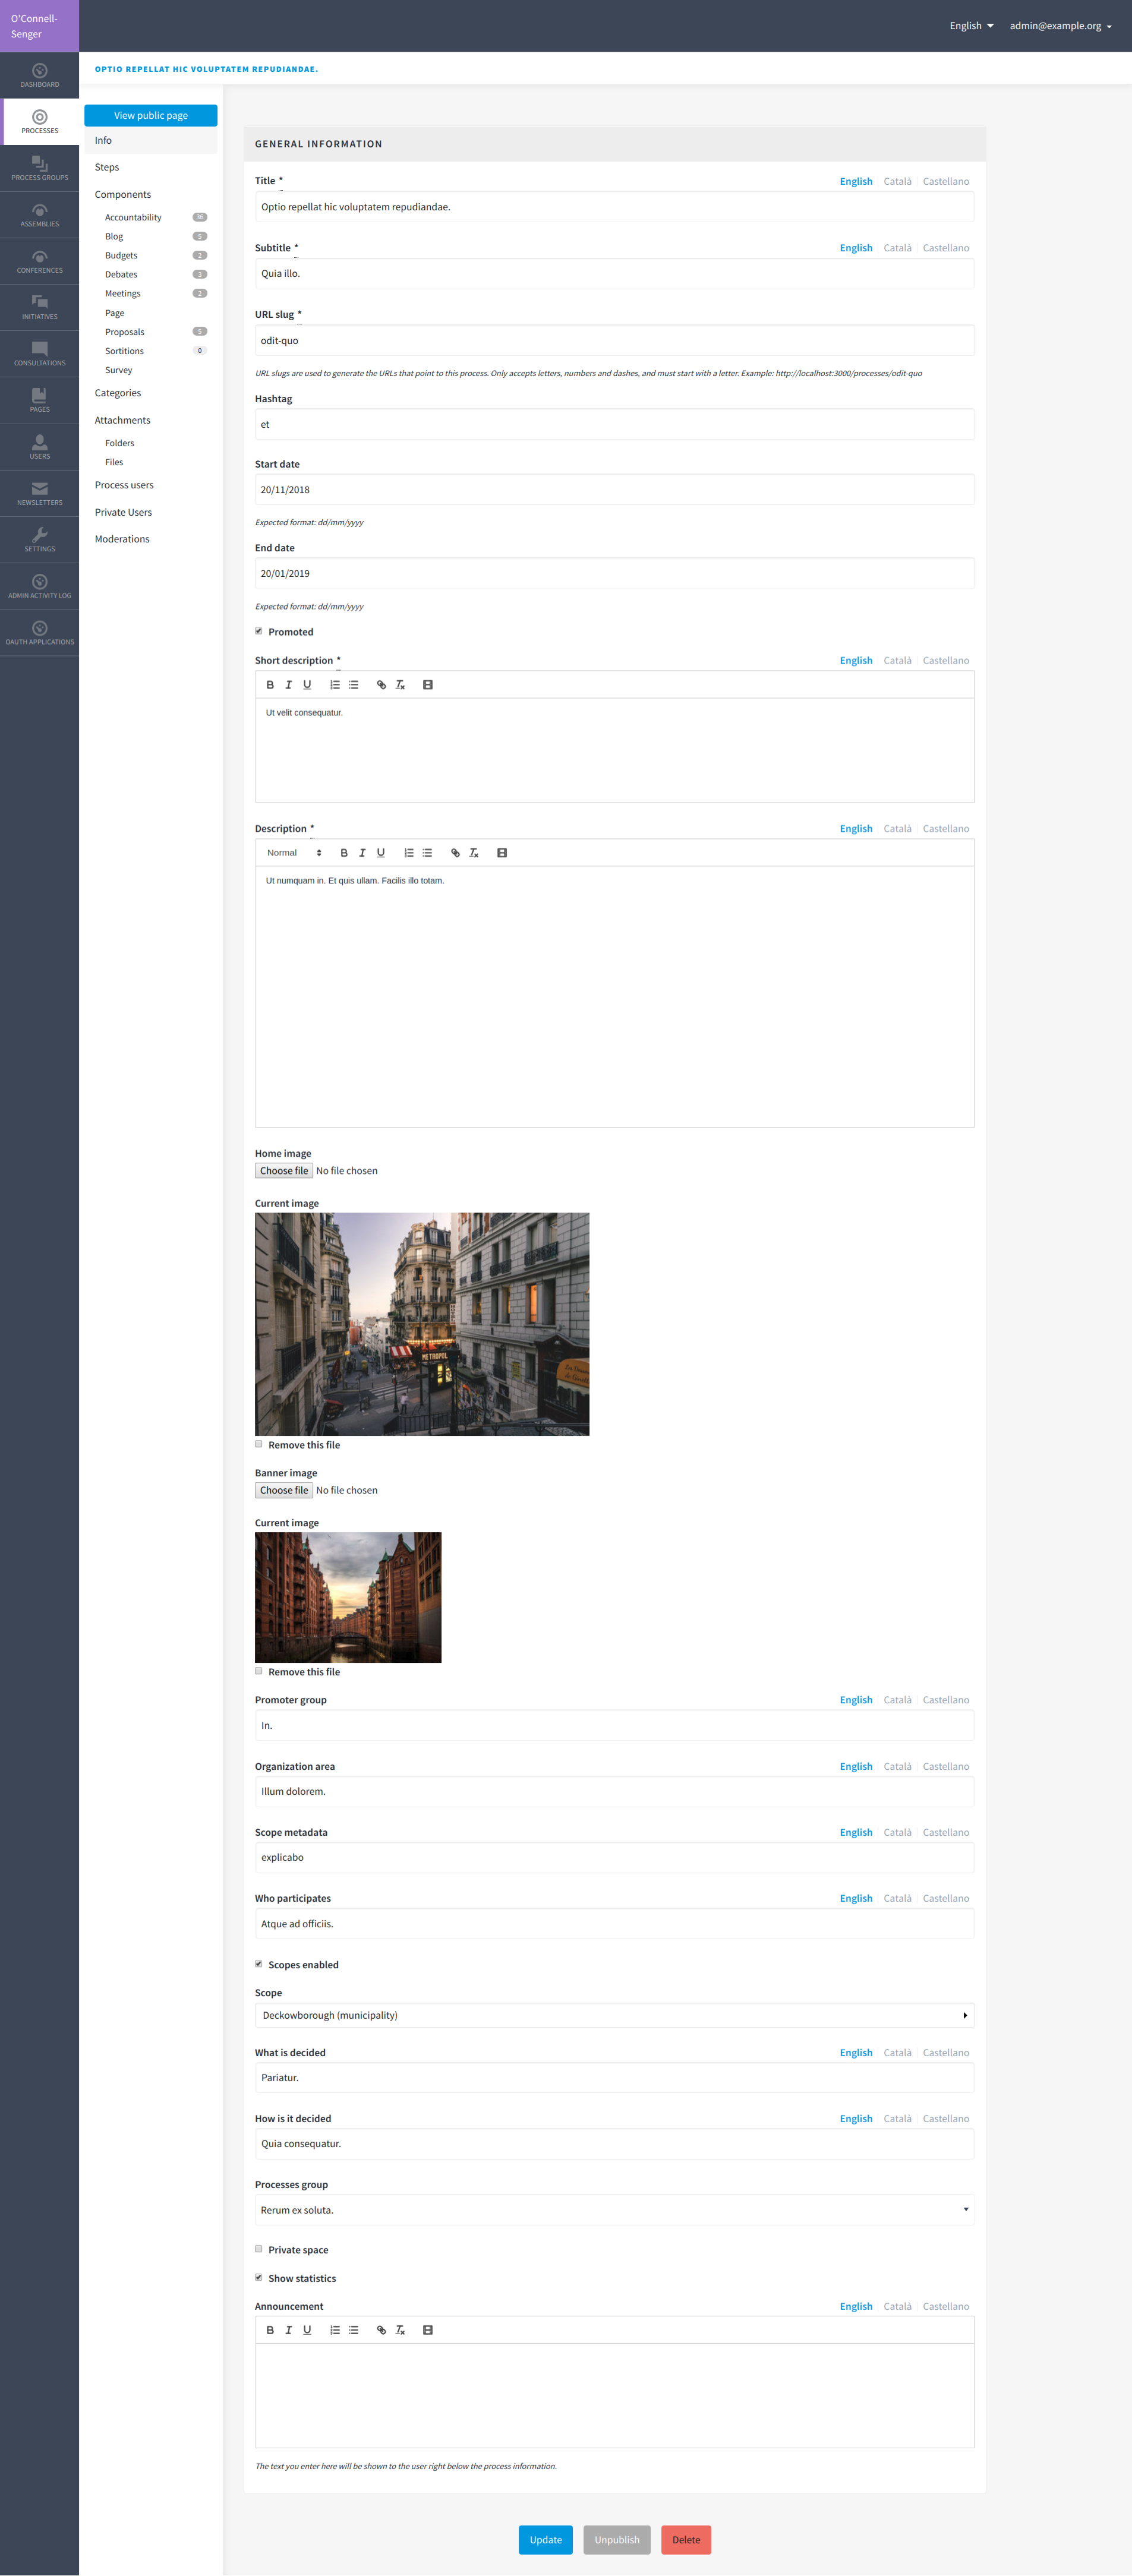 O'Connell-
Senger
English
admin@example.org
OPTIO REPELLAT HIC VOLUPTATEM REPUDIANDAE.
DASHBOARD
PROCESSES
PROCESS GROUPS
ASSEMBLIES
CONFERENCES
INITIATIVES
CONSULTATIONS
PAGES
USERS
NEWSLETTERS
SETTINGS
ADMIN ACTIVITY LOG
OAUTH APPLICATIONS
View public page
Info
Steps
Components
Accountability 36
Blog 5
Budgets 2
Debates 3
Meetings 2
Page
Proposals 5
Sortitions 0
Survey
Categories
Attachments
Folders
Files
Process users
Private Users
Moderations
GENERAL INFORMATION
Title * English Català Castellano
Optio repellat hic voluptatem repudiandae.
Subtitle * English Català Castellano
Quia illo.
URL slug *
odit-quo
URL slugs are used to generate the URLs that point to this process. Only accepts letters, numbers and dashes, and must start with a letter. Example: http://localhost:3000/processes/odit-quo
Hashtag
et
Start date
20/11/2018
Expected format: dd/mm/yyyy
End date
20/01/2019
Expected format: dd/mm/yyyy
Promoted
Short description * English Català Castellano
B I U
Ut velit consequatur.
Description * English Català Castellano
Normal B I U
Ut numquam in. Et quis ullam. Facilis illo totam.
Home image
Choose file No file chosen
Current image
METROPOL
Remove this file
Banner image
Choose file No file chosen
Current image
Remove this file
Promoter group English Català Castellano
In.
Organization area English Català Castellano
Illum dolorem.
Scope metadata English Català Castellano
explicabo
Who participates English Català Castellano
Atque ad officiis.
Scopes enabled
Scope
Deckowborough (municipality)
What is decided English Català Castellano
Pariatur.
How is it decided English Català Castellano
Quia consequatur.
Processes group
Rerum ex soluta.
Private space
Show statistics
Announcement English Català Castellano
B I U
The text you enter here will be shown to the user right below the process information.
Update Unpublish Delete